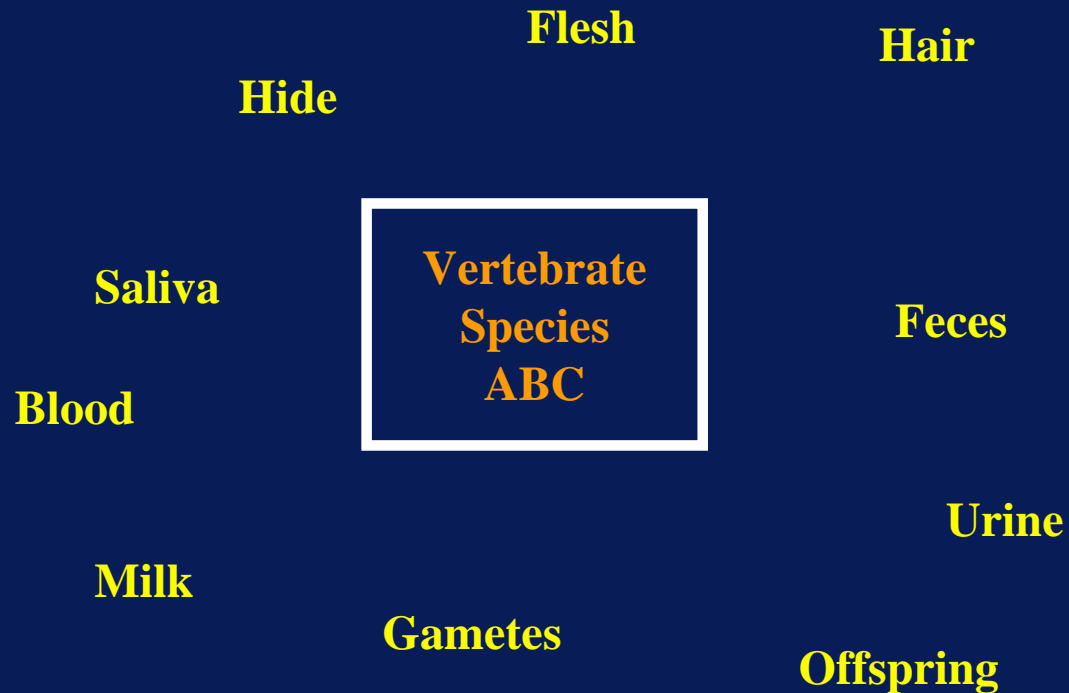 Flesh
Hair
Hide
Vertebrate
Species
ABC
Saliva
Feces
Blood
Urine
Milk
Gametes
Offspring